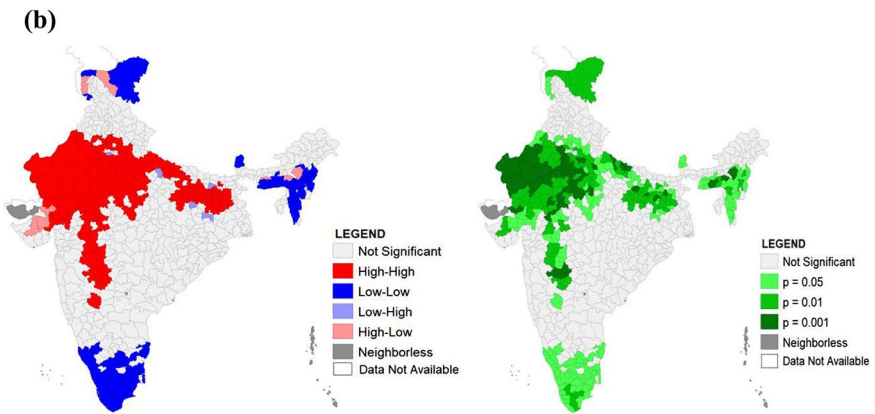 (b)
LEGEND
Not Significant
High-High
Low-Low
Low-High
High-Low
Neighborless
Data Not Available
LEGEND
Not Significant
p = 0.05
p = 0.01
p = 0.001
Neighborless
Data Not Available